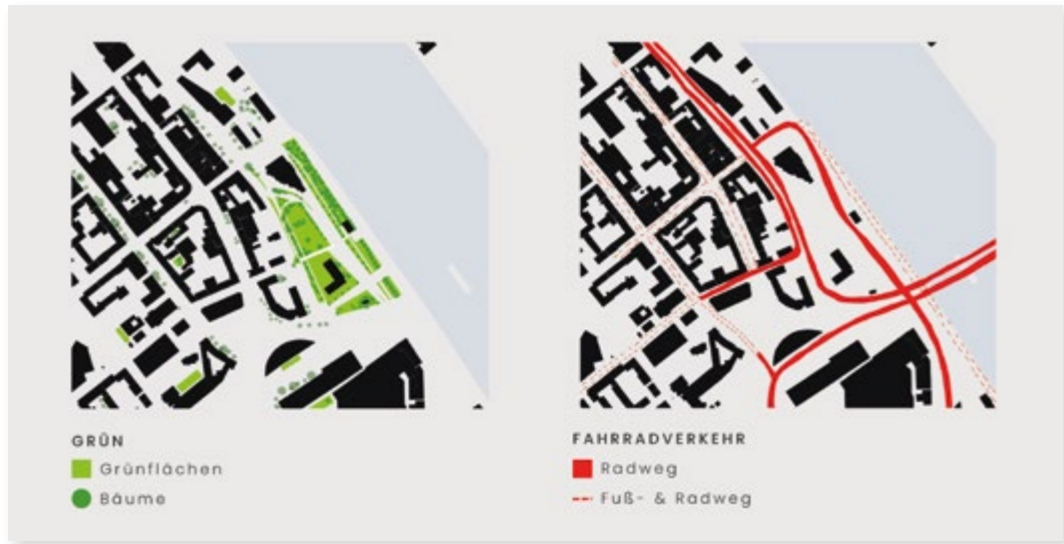 GRÜN
Grünflächen
Bäume
FAHRRADVERKEHR
Radweg
Fuß- & Radweg